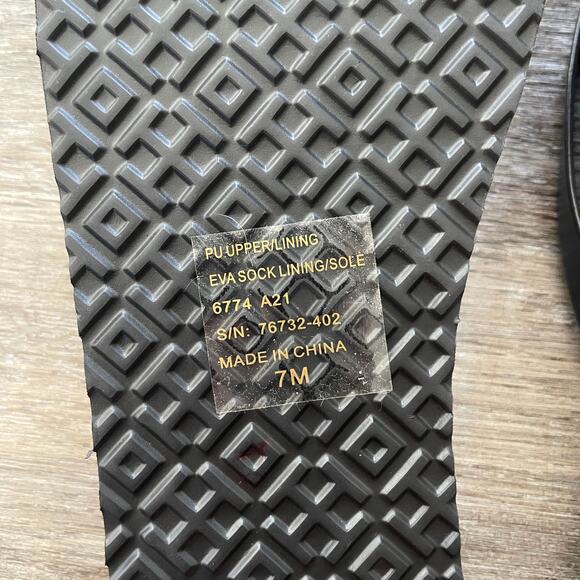 PU UPPER/LINING
EVA SOCK LINING/SOLE
6774 A21
S/N: 76732-402
MADE IN CHINA
7M